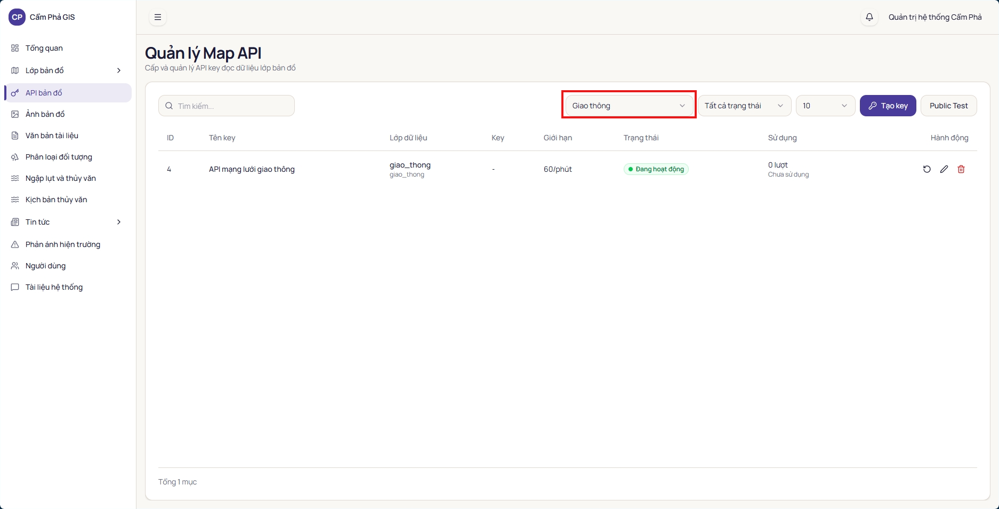 CP Cẩm Phả GIS
Quản trị hệ thống Cẩm Phả
Tổng quan
Lớp bản đồ
API bản đồ
Ảnh bản đồ
Văn bản tài liệu
Phân loại đối tượng
Ngập lụt và thủy văn
Kịch bản thủy văn
Tin tức
Phản ánh hiện trường
Người dùng
Tài liệu hệ thống
Quản lý Map API
Cấp và quản lý API key đọc dữ liệu lớp bản đồ
Tìm kiếm... Giao thông Tất cả trạng thái 10 Tạo key Public Test
ID Tên key Lớp dữ liệu Key Giới hạn Trạng thái Sử dụng Hành động
4 API mạng lưới giao thông giao_thong - 60/phút Đang hoạt động 0 lượt
giao_thong Chưa sử dụng
Tổng 1 mục